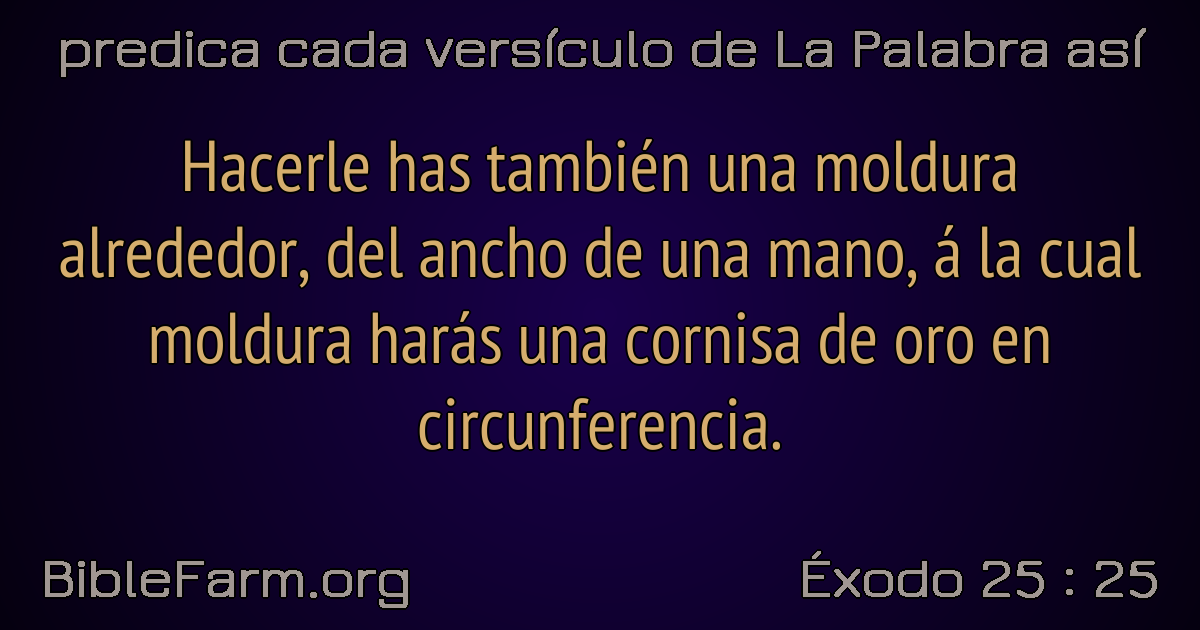 predica cada versículo de La Palabra así
Hacerle has también una moldura
alrededor, del ancho de una mano, á la cual
moldura harás una cornisa de oro en
circunferencia.
BibleFarm.org
Éxodo 25 : 25